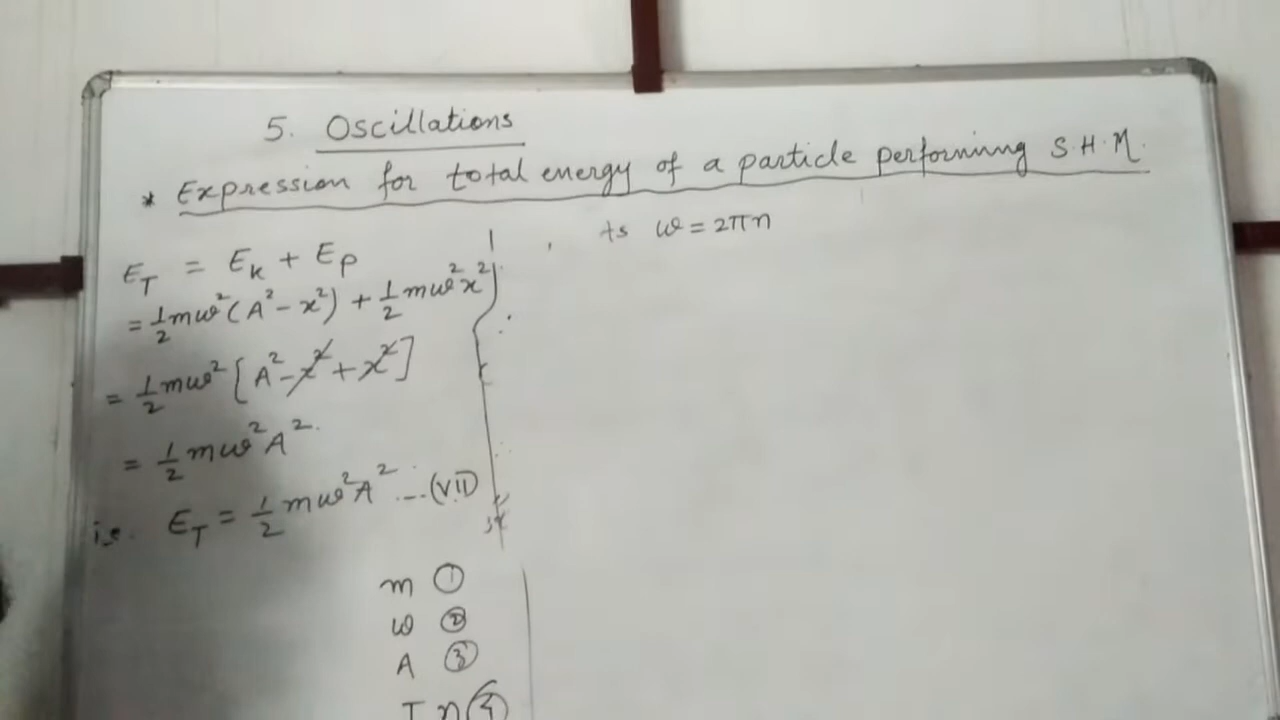 5. Oscillations
* Expression for total energy of a particle performing S.H.M.
E_T = E_K + E_P
= 1/2 mω²(A² - x²) + 1/2 mω²x²
= 1/2 mω² [A² - x² + x²]
= 1/2 mω²A²
i.e. E_T = 1/2 mω²A² ...(VII)
m ①
ω ②
A ③
T n ④
As ω = 2πn